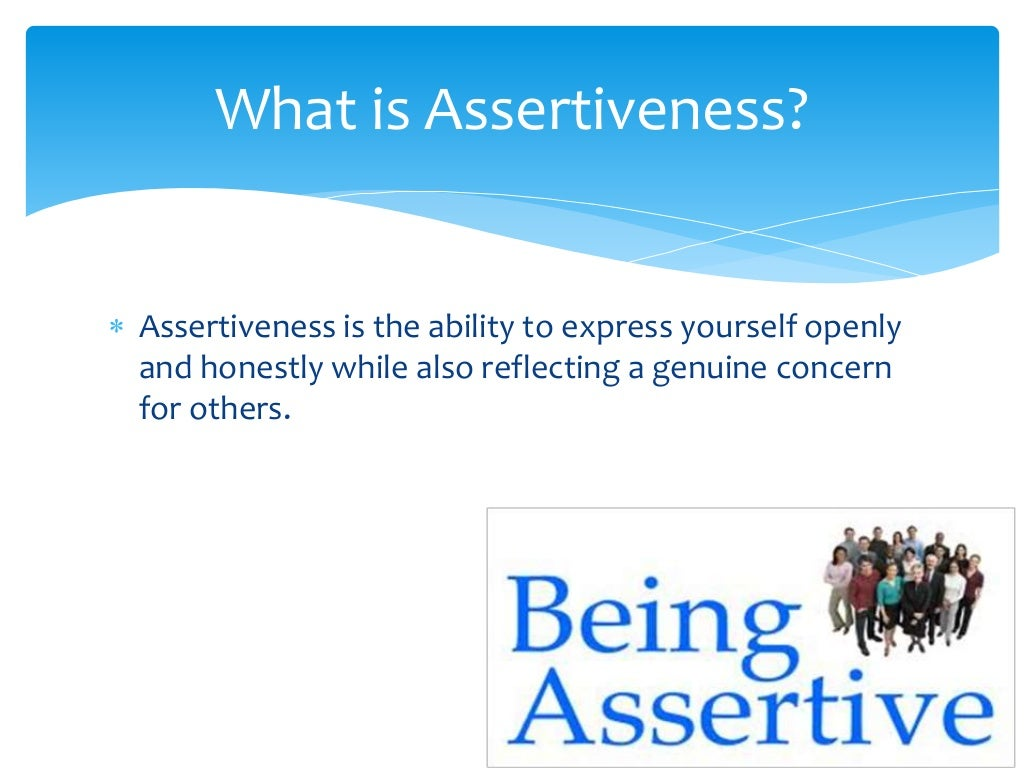 What is Assertiveness?
* Assertiveness is the ability to express yourself openly
and honestly while also reflecting a genuine concern
for others.
Being
Assertive